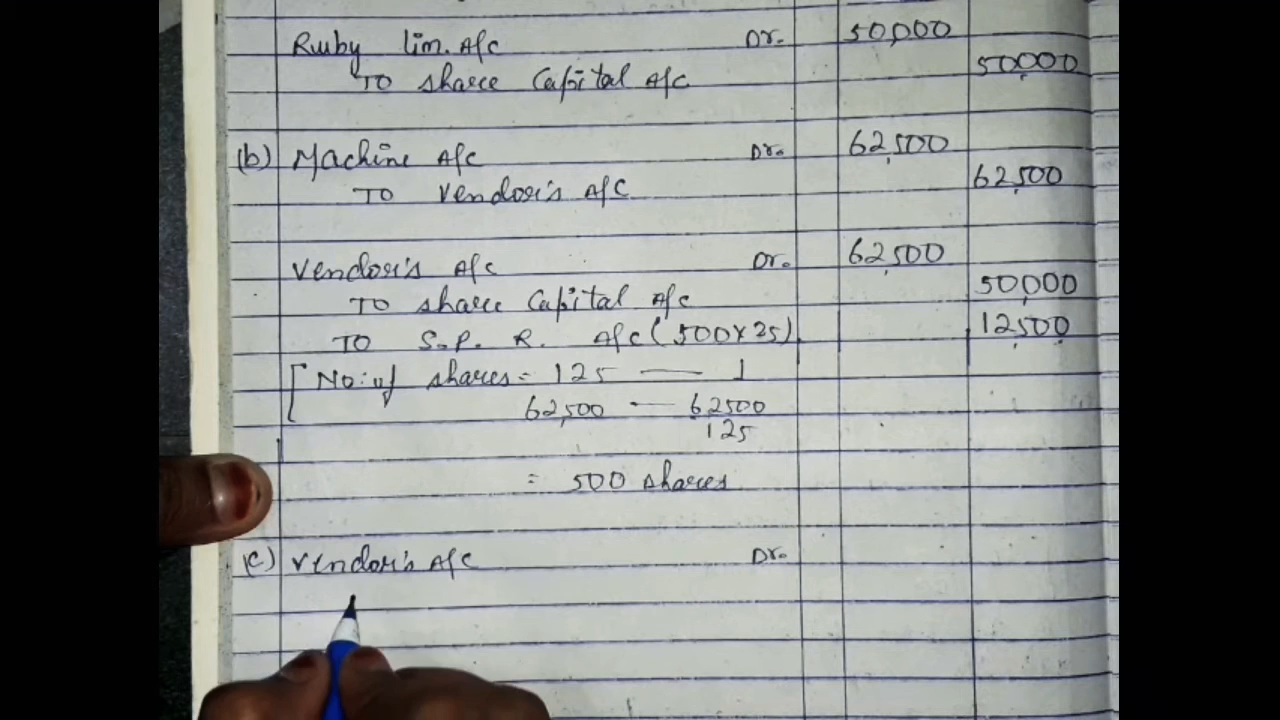 Ruby lim. A/c Dr. 50,000
To share Capital A/c 50,000
(b) Machine A/c Dr. 62,500
To vendor's A/c 62,500
Vendor's A/c Dr. 62,500
To share Capital A/c 50,000
To S.P. R. A/c (500x25) 12,500
[No: of shares = 125 — 1
62,500 — 62500
125
= 500 shares
(c) Vendor's A/c Dr.